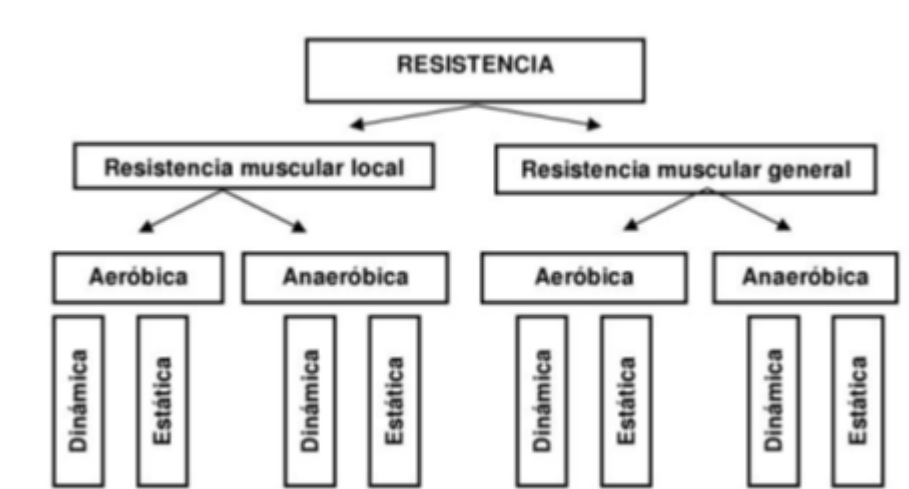 RESISTENCIA
Resistencia muscular local
Resistencia muscular general
Aeróbica
Anaeróbica
Aeróbica
Anaeróbica
Dinámica
Estática
Dinámica
Estática
Dinámica
Estática
Dinámica
Estática